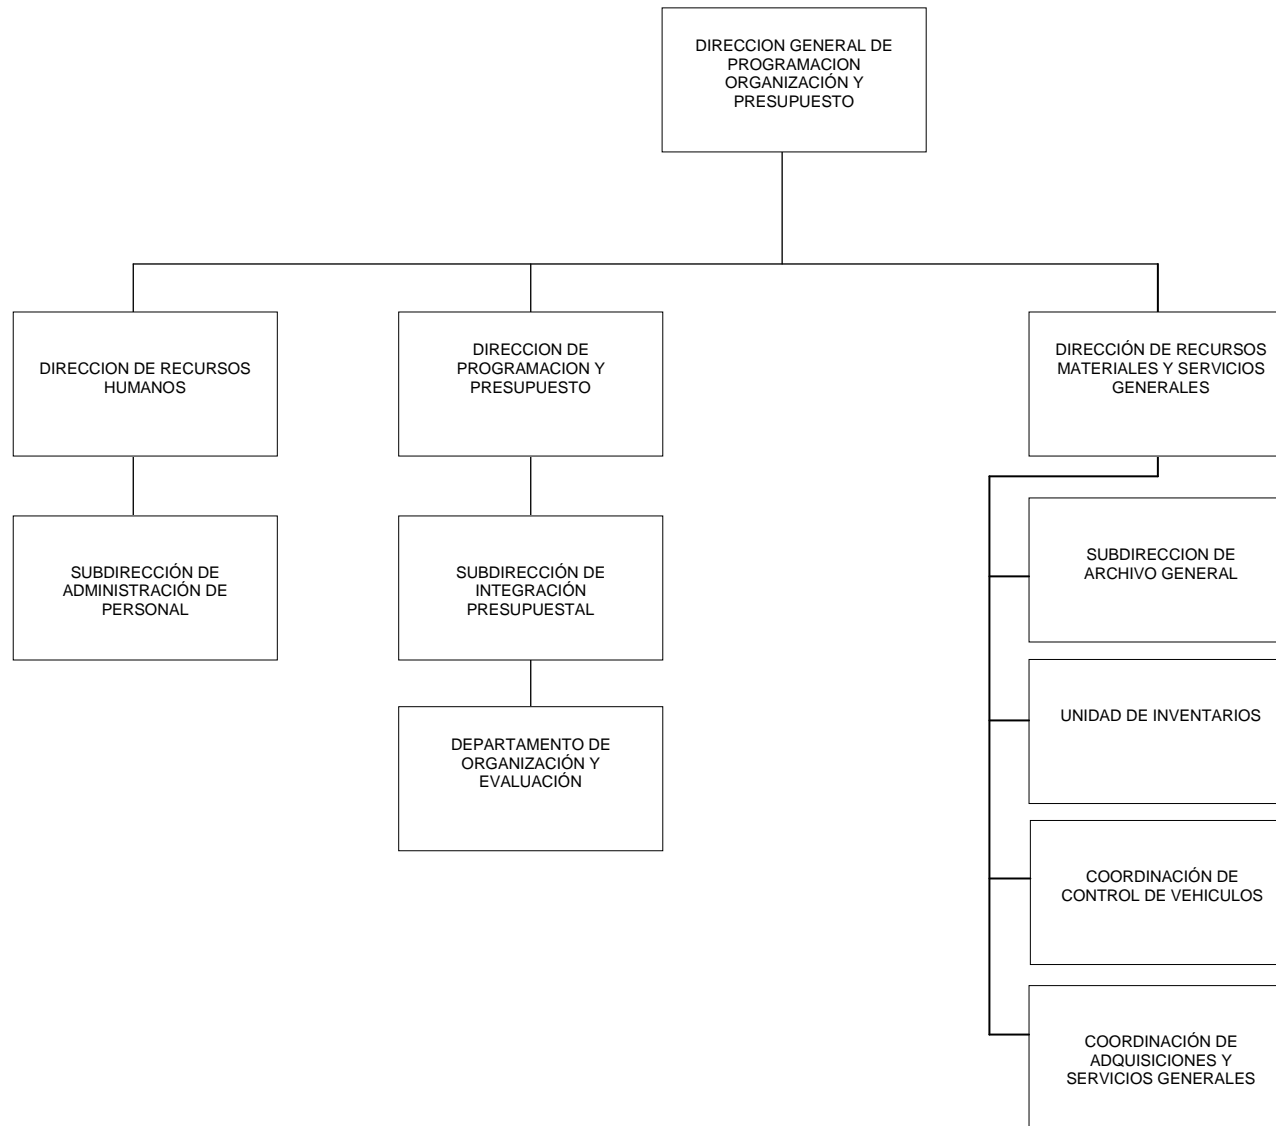 DIRECCION GENERAL DE
PROGRAMACION
ORGANIZACIÓN Y
PRESUPUESTO
DIRECCION DE RECURSOS
HUMANOS
DIRECCION DE
PROGRAMACION Y
PRESUPUESTO
DIRECCIÓN DE RECURSOS
MATERIALES Y SERVICIOS
GENERALES
SUBDIRECCIÓN DE
ADMINISTRACIÓN DE
PERSONAL
SUBDIRECCIÓN DE
INTEGRACIÓN
PRESUPUESTAL
SUBDIRECCION DE
ARCHIVO GENERAL
DEPARTAMENTO DE
ORGANIZACIÓN Y
EVALUACIÓN
UNIDAD DE INVENTARIOS
COORDINACIÓN DE
CONTROL DE VEHICULOS
COORDINACIÓN DE
ADQUISICIONES Y
SERVICIOS GENERALES